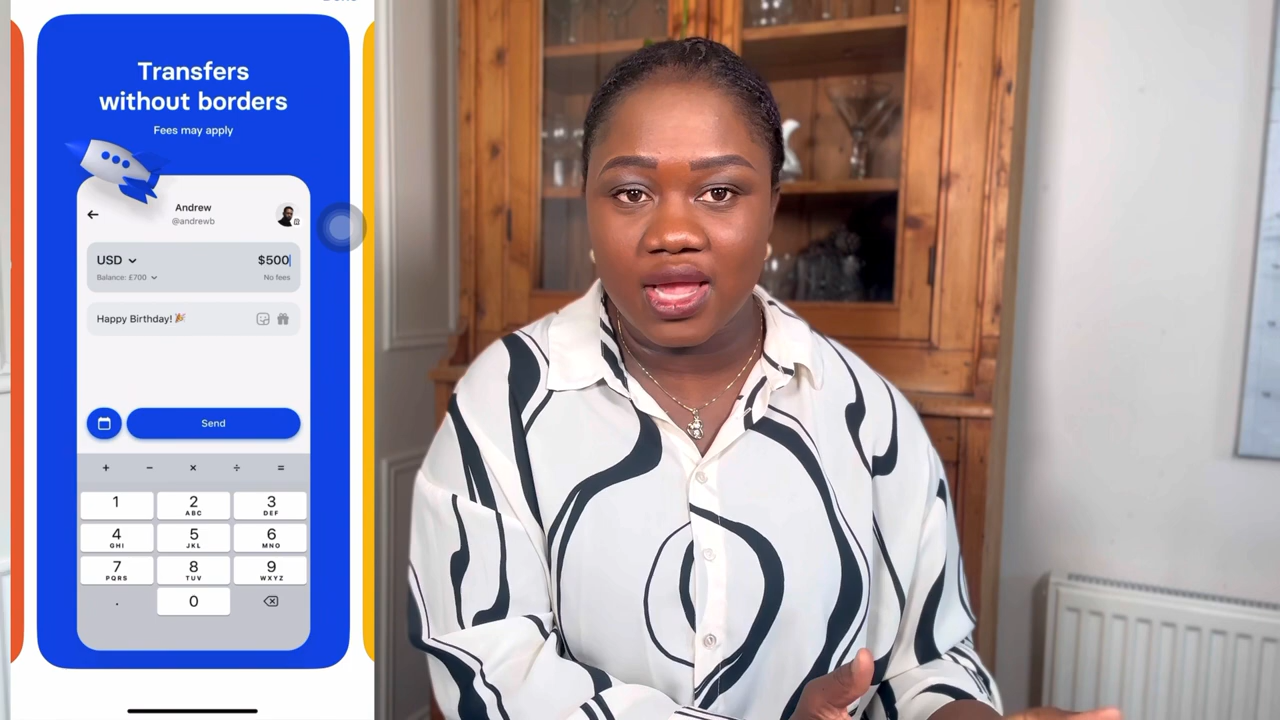 Transfers
without borders
Fees may apply
Andrew
@andrewb
USD
$500
Balance: £700
No fees
Happy Birthday!🎉
Send
+ − × ÷ =
1 2 ABC 3 DEF
4 GHI 5 JKL 6 MNO
7 PQRS 8 TUV 9 WXYZ
. 0